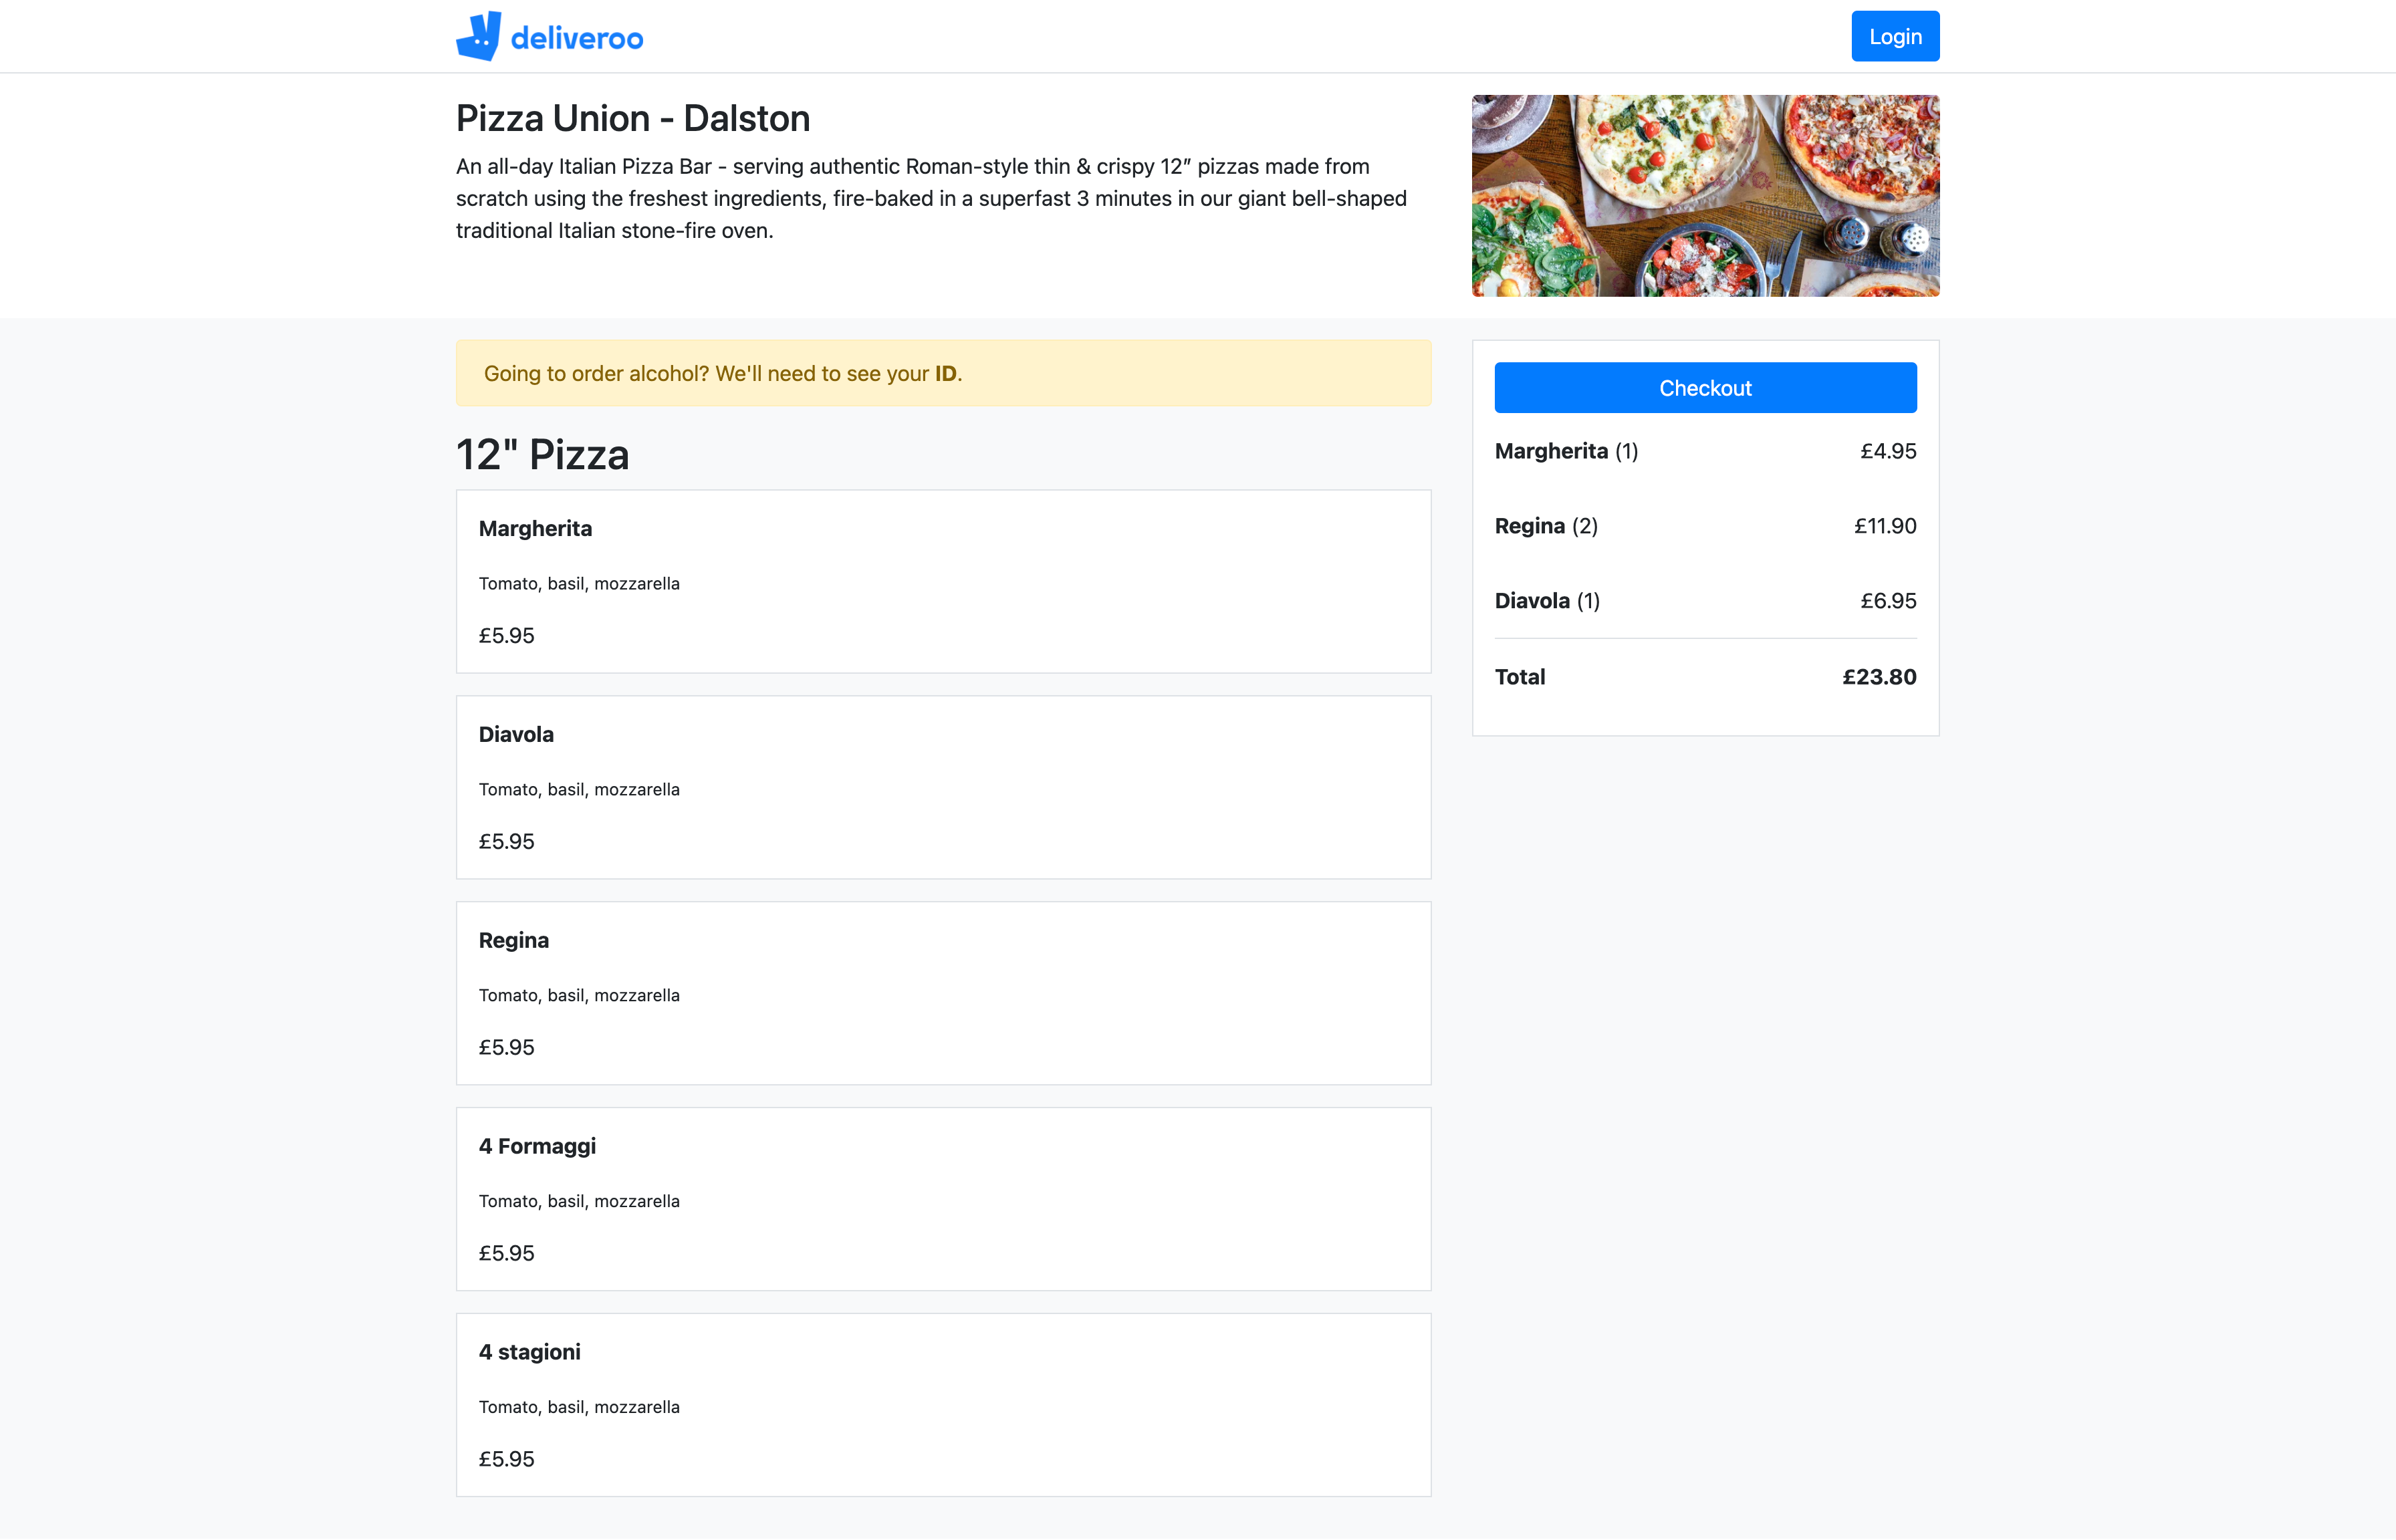 deliveroo
Login
Pizza Union - Dalston
An all-day Italian Pizza Bar - serving authentic Roman-style thin & crispy 12” pizzas made from
scratch using the freshest ingredients, fire-baked in a superfast 3 minutes in our giant bell-shaped
traditional Italian stone-fire oven.
Going to order alcohol? We'll need to see your ID.
12" Pizza
Margherita
Tomato, basil, mozzarella
£5.95
Diavola
Tomato, basil, mozzarella
£5.95
Regina
Tomato, basil, mozzarella
£5.95
4 Formaggi
Tomato, basil, mozzarella
£5.95
4 stagioni
Tomato, basil, mozzarella
£5.95
Checkout
Margherita (1) £4.95
Regina (2) £11.90
Diavola (1) £6.95
Total £23.80